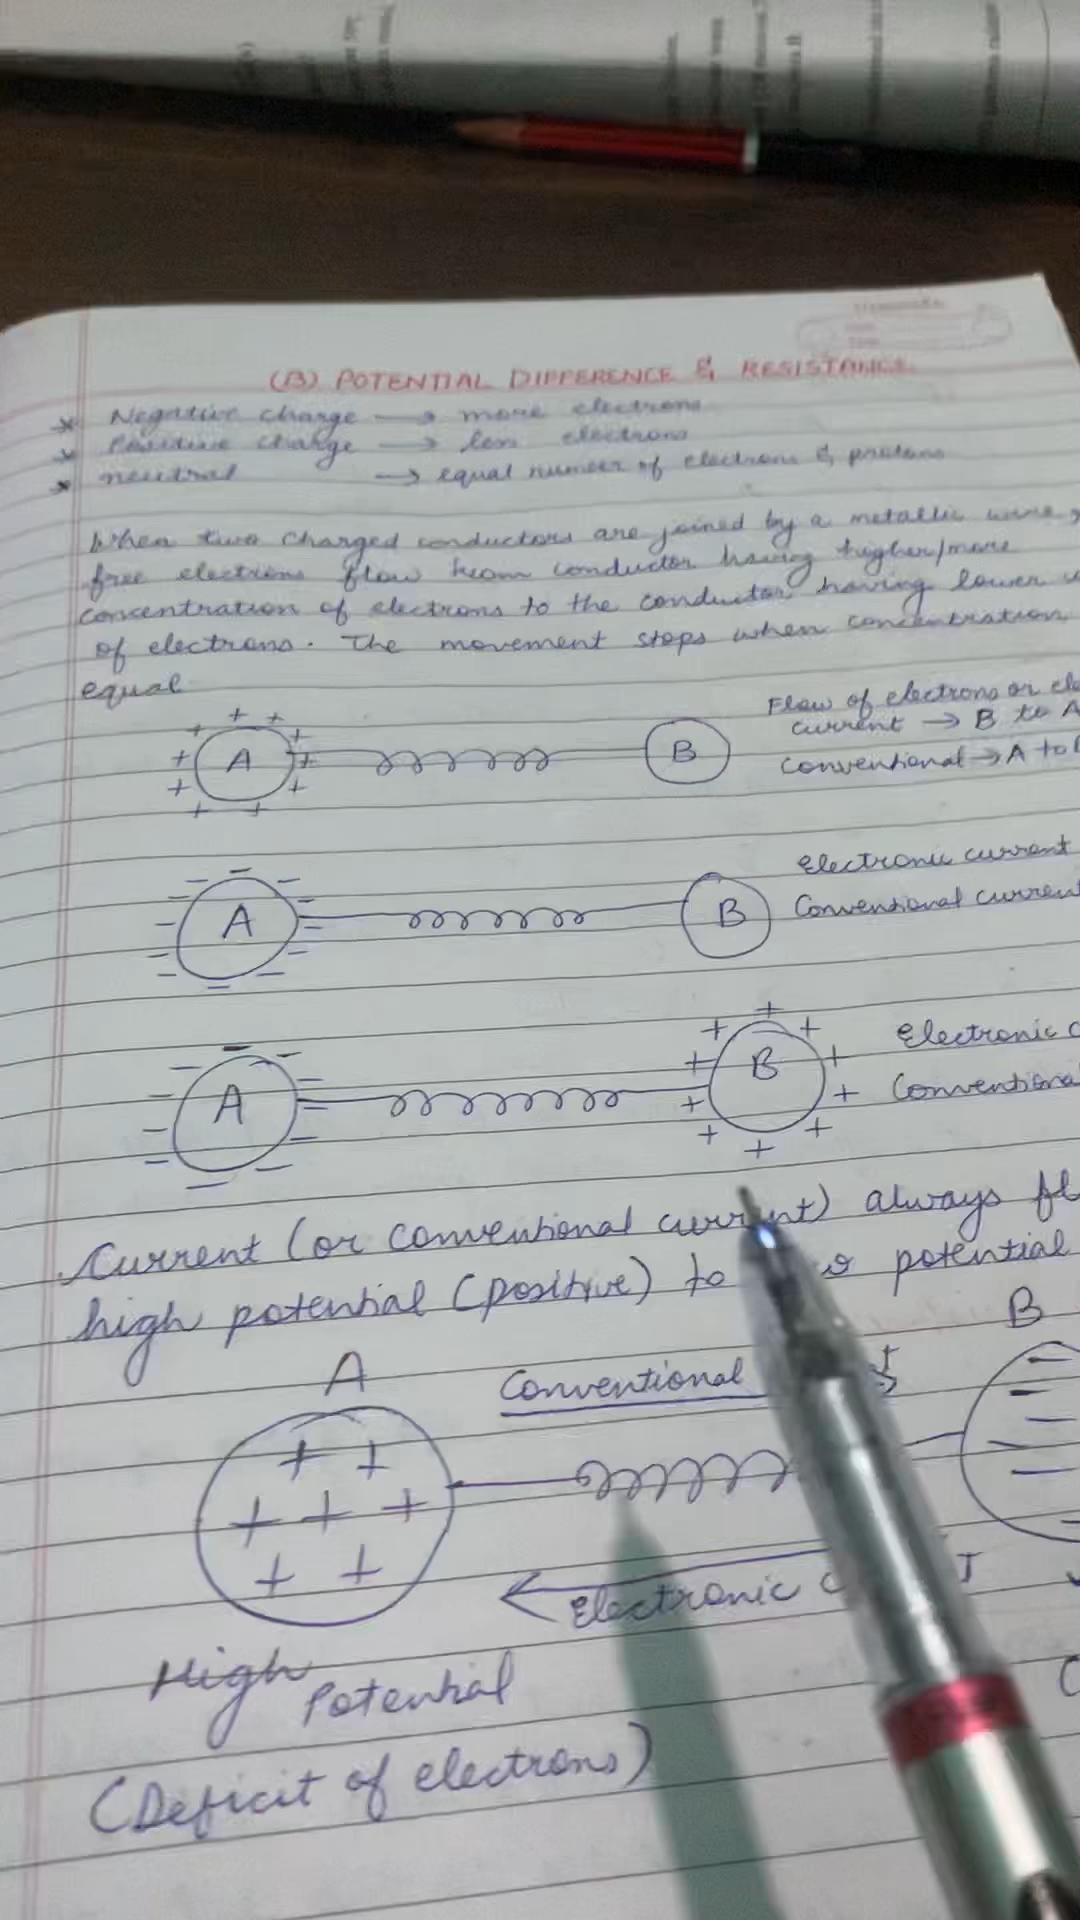 (B) POTENTIAL DIFFERENCE & RESISTANCE
* Negative charge → more electrons
* Positive charge → less electrons
* neutral → equal numer of electrons & protons
When two charged conductors are joined by a metallic wire,
free electrons flow from conductor having higher/more
concentration of electrons to the conductor having lower
of electrons. The movement stops when concentration
equal
Flow of electrons or
current → B to A
Conventional → A to
+ + + + + + + + + + + A B
Electronic current
Conventional current
A B
Electronic
Conventional
A B
Current (or conventional current) always
high potential (positive) to potential
A B
Conventional
+ + + + + + +
Electronic
High Potential
(Deficit of electrons)